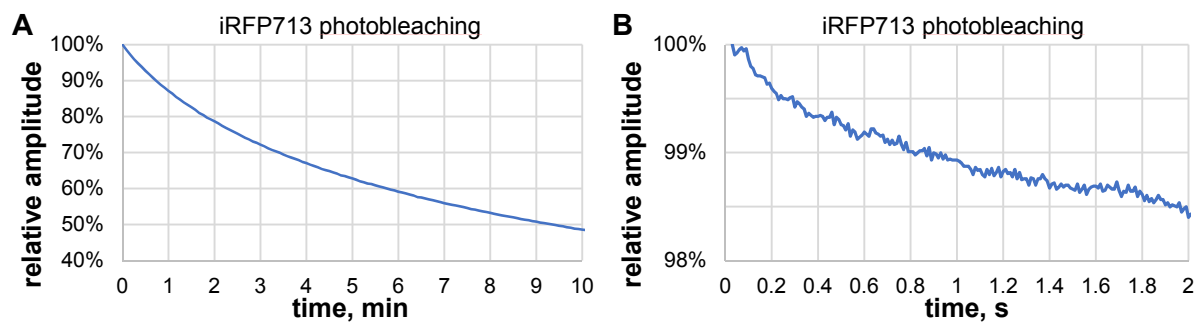 A
iRFP713 photobleaching
relative amplitude
100%
90%
80%
70%
60%
50%
40%
0 1 2 3 4 5 6 7 8 9 10
time, min
B
iRFP713 photobleaching
relative amplitude
100%
99%
98%
0 0.2 0.4 0.6 0.8 1 1.2 1.4 1.6 1.8 2
time, s